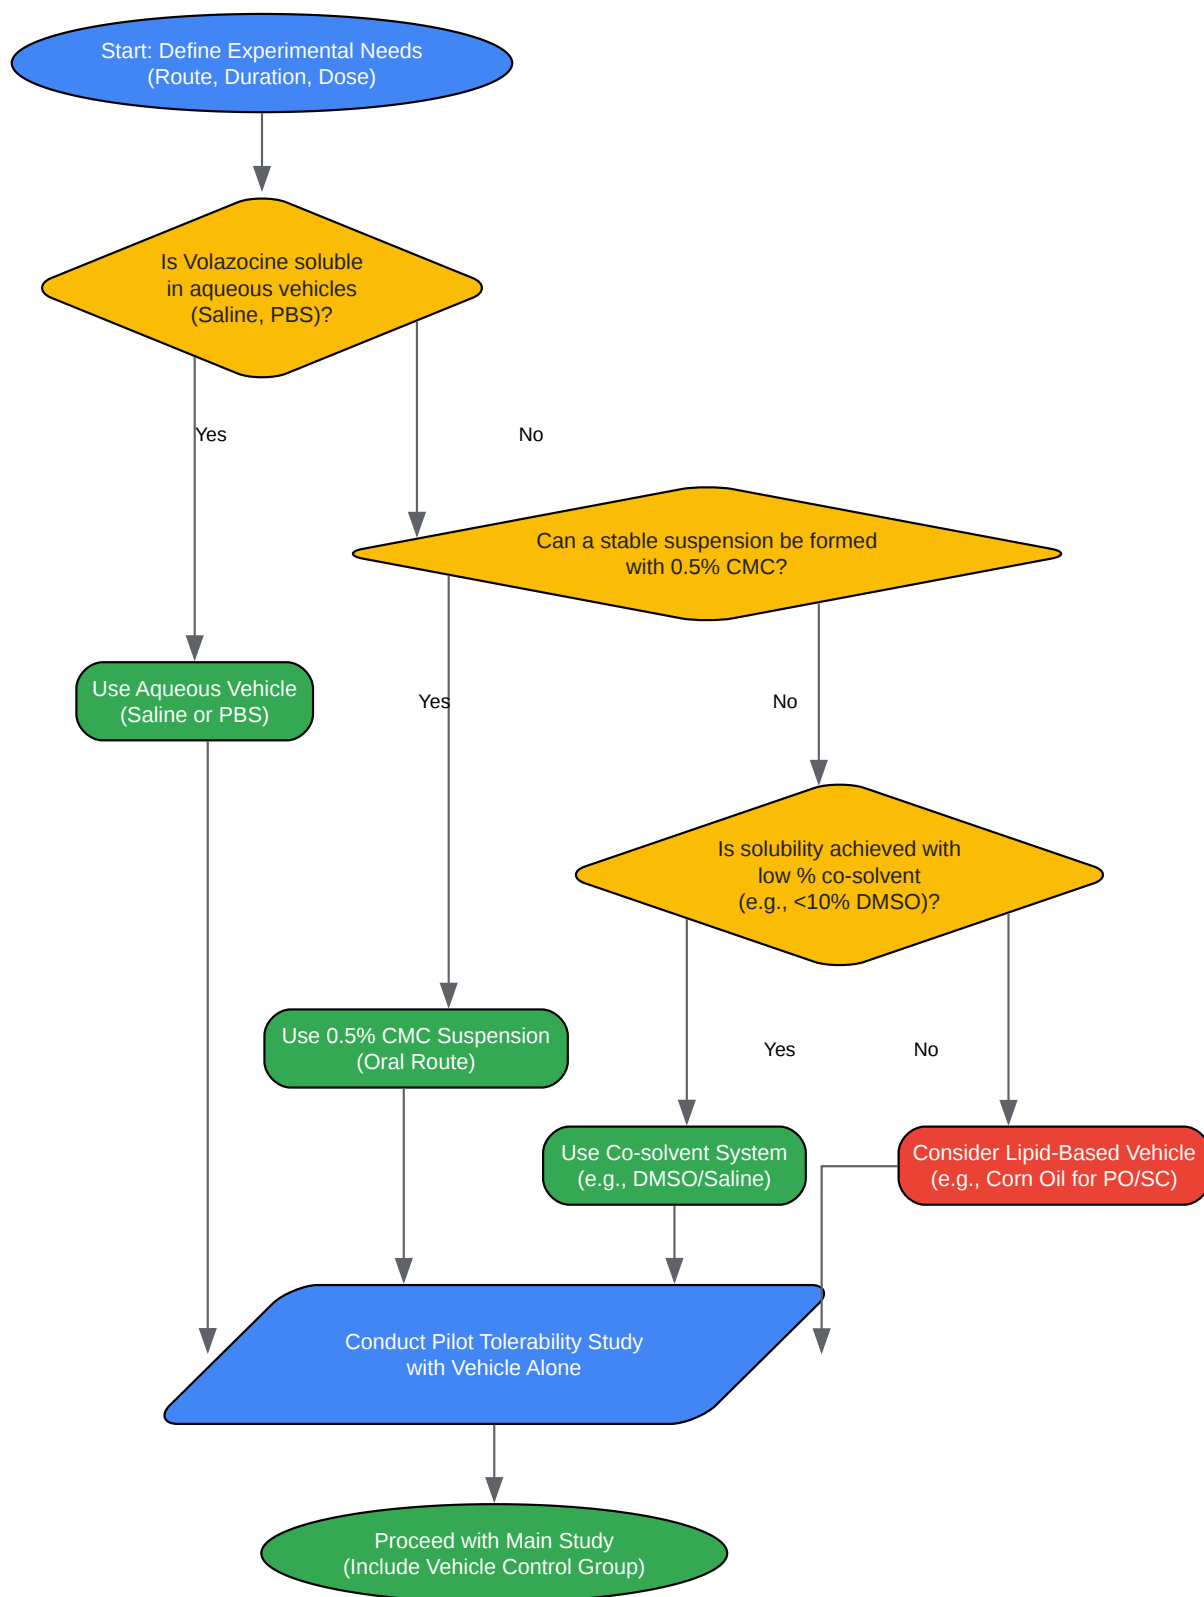 Start: Define Experimental Needs
(Route, Duration, Dose)
Is Volazocine soluble
in aqueous vehicles
(Saline, PBS)?
Yes
No
Can a stable suspension be formed
with 0.5% CMC?
Use Aqueous Vehicle
(Saline or PBS)
Yes
No
Is solubility achieved with
low % co-solvent
(e.g., <10% DMSO)?
Use 0.5% CMC Suspension
(Oral Route)
Yes
No
Use Co-solvent System
(e.g., DMSO/Saline)
Consider Lipid-Based Vehicle
(e.g., Corn Oil for PO/SC)
Conduct Pilot Tolerability Study
with Vehicle Alone
Proceed with Main Study
(Include Vehicle Control Group)